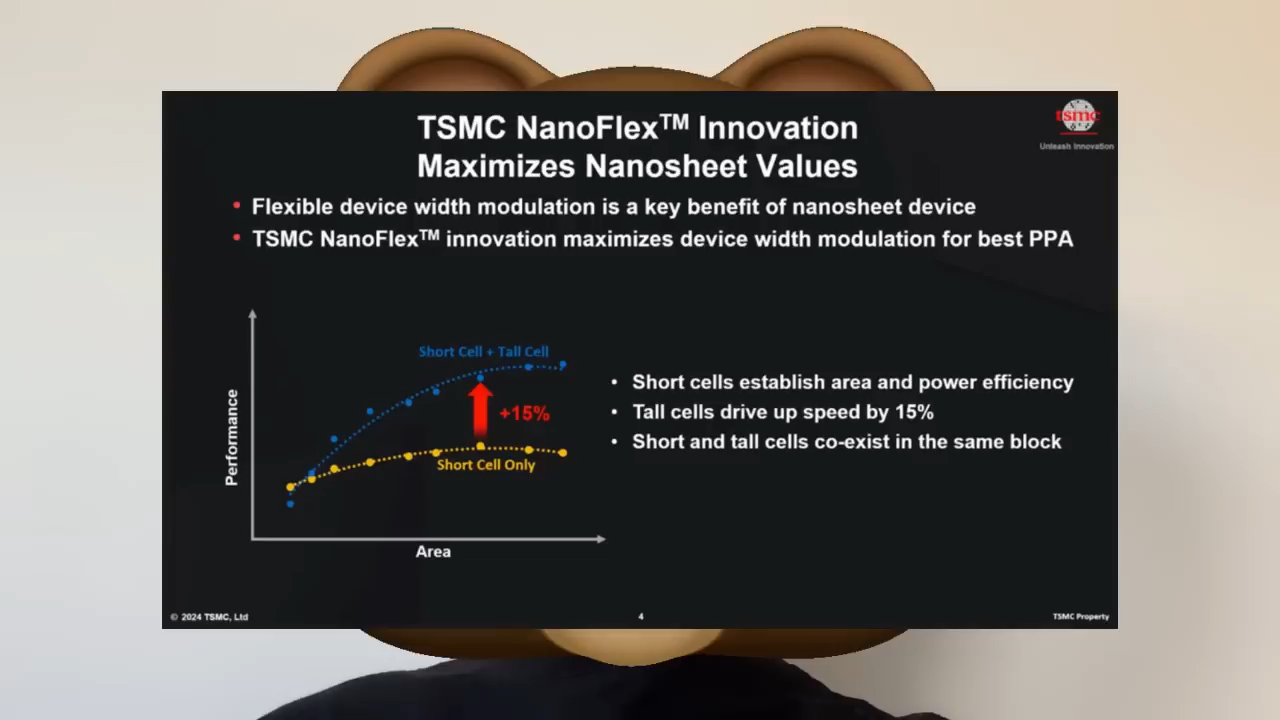 TSMC NanoFlex™ Innovation
Maximizes Nanosheet Values
tsmc
Unleash Innovation
• Flexible device width modulation is a key benefit of nanosheet device
• TSMC NanoFlex™ innovation maximizes device width modulation for best PPA
Performance
Short Cell + Tall Cell
+15%
Short Cell Only
Area
• Short cells establish area and power efficiency
• Tall cells drive up speed by 15%
• Short and tall cells co-exist in the same block
© 2024 TSMC, Ltd
4
TSMC Property